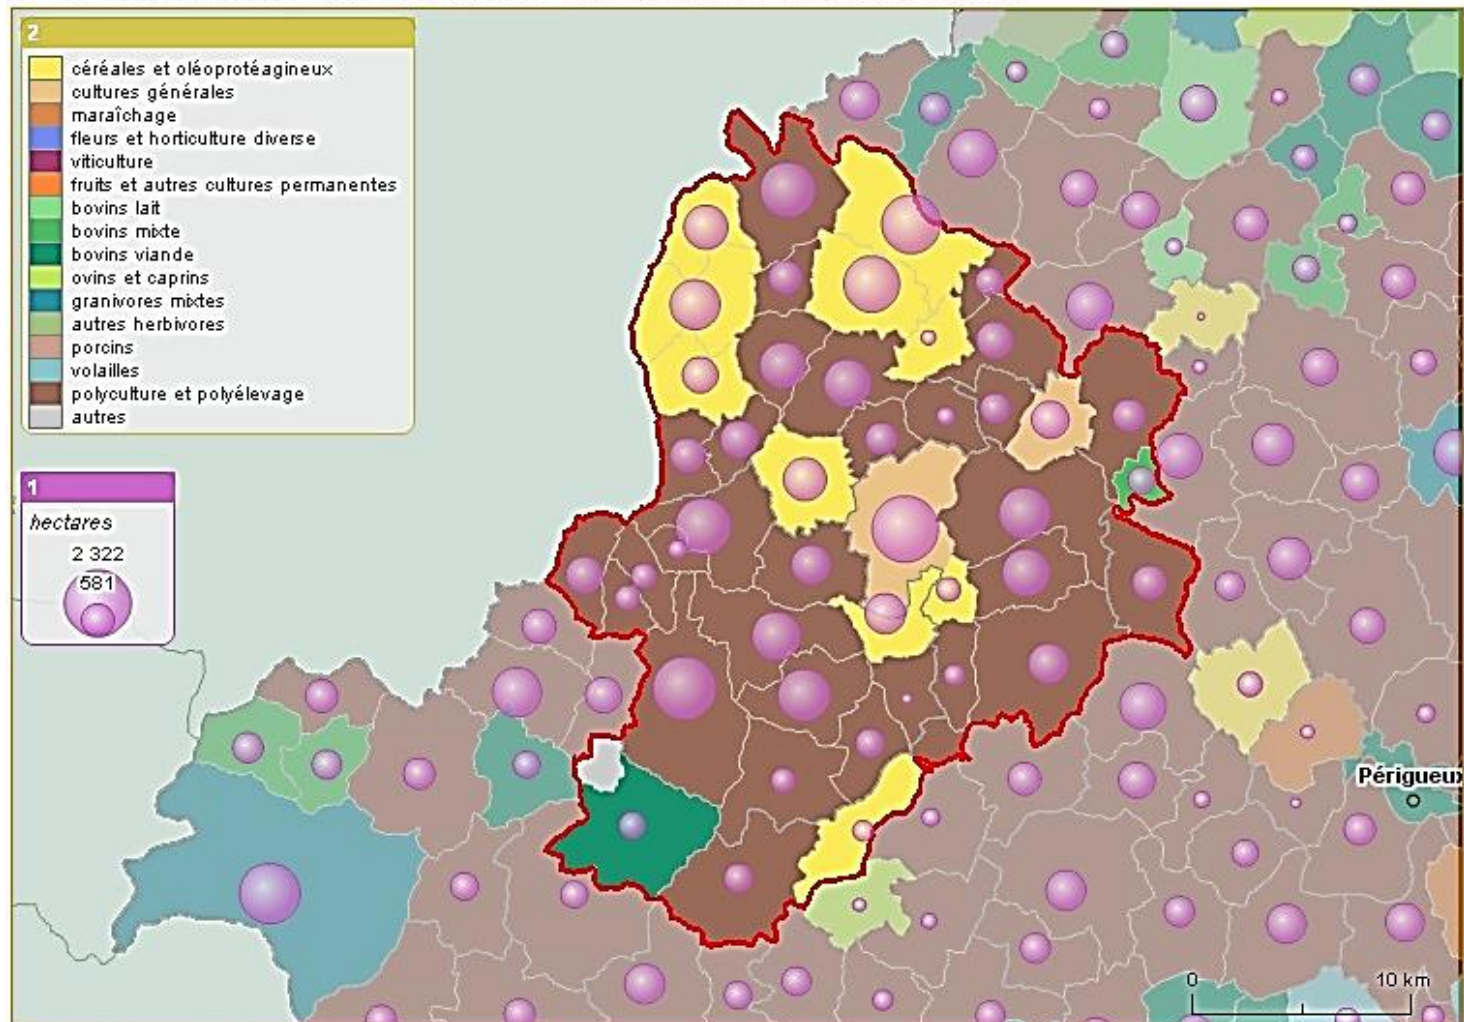 2
céréales et oléoprotéagineux
cultures générales
maraîchage
fleurs et horticulture diverse
viticulture
fruits et autres cultures permanentes
bovins lait
bovins mixte
bovins viande
ovins et caprins
granivores mixtes
autres herbivores
porcins
volailles
polyculture et polyélevage
autres
1
hectares
2 322
581
Périgueux
0 10 km